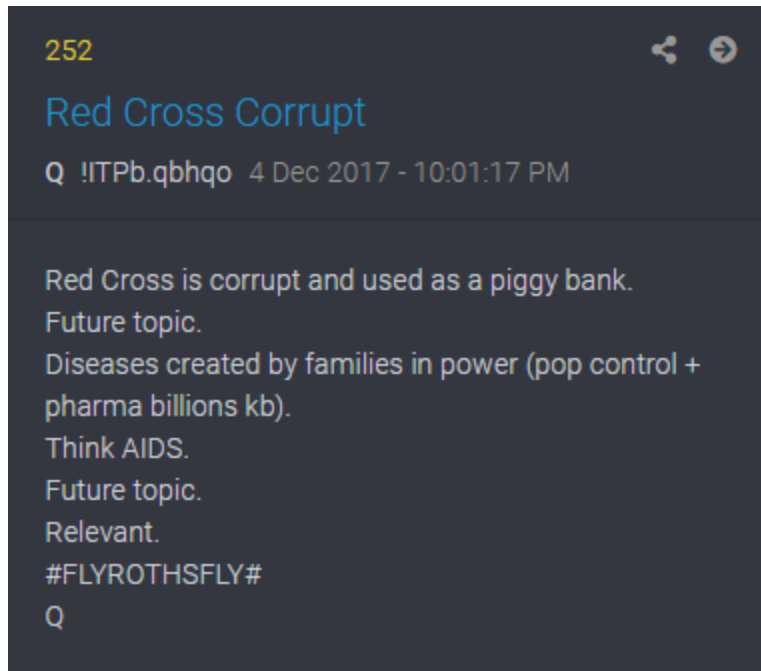 252
Red Cross Corrupt
Q !ITPb.qbhqo 4 Dec 2017 - 10:01:17 PM
Red Cross is corrupt and used as a piggy bank.
Future topic.
Diseases created by families in power (pop control +
pharma billions kb).
Think AIDS.
Future topic.
Relevant.
#FLYROTHSFLY#
Q